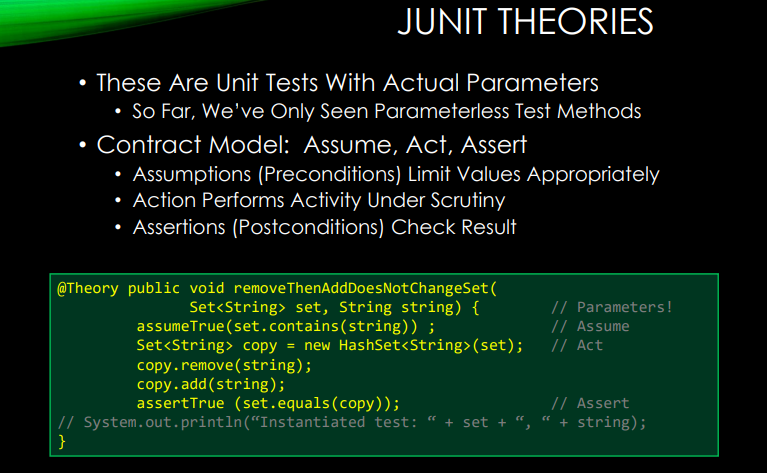 JUNIT THEORIES
• These Are Unit Tests With Actual Parameters
• So Far, We’ve Only Seen Parameterless Test Methods
• Contract Model: Assume, Act, Assert
• Assumptions (Preconditions) Limit Values Appropriately
• Action Performs Activity Under Scrutiny
• Assertions (Postconditions) Check Result
@Theory public void removeThenAddDoesNotChangeSet(
Set<String> set, String string) { // Parameters!
assumeTrue(set.contains(string)) ; // Assume
Set<String> copy = new HashSet<String>(set); // Act
copy.remove(string);
copy.add(string);
assertTrue (set.equals(copy)); // Assert
// System.out.println(“Instantiated test: “ + set + “, “ + string);
}